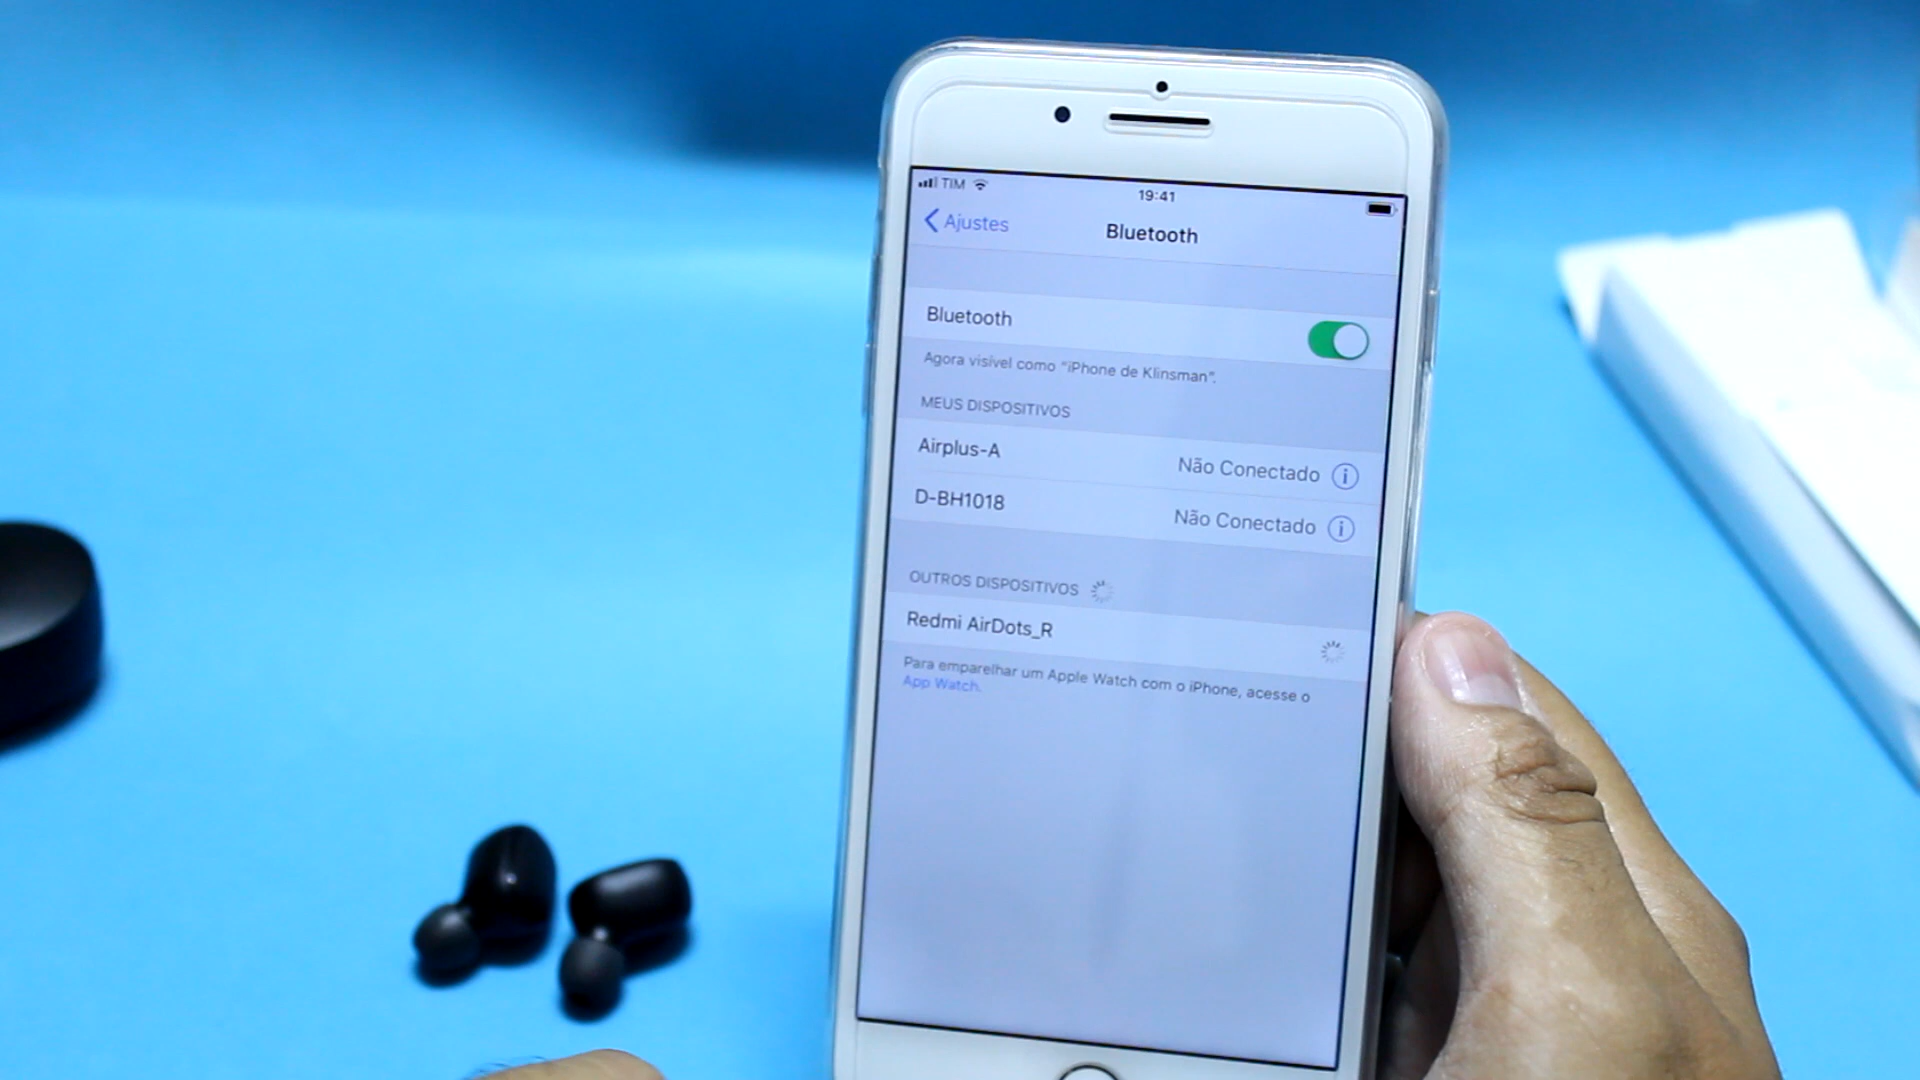 TIM
19:41
Ajustes
Bluetooth
Bluetooth
Agora visível como “iPhone de Klinsman”.
MEUS DISPOSITIVOS
Airplus-A Não Conectado
D-BH1018 Não Conectado
OUTROS DISPOSITIVOS
Redmi AirDots_R
Para emparelhar um Apple Watch com o iPhone, acesse o
App Watch.